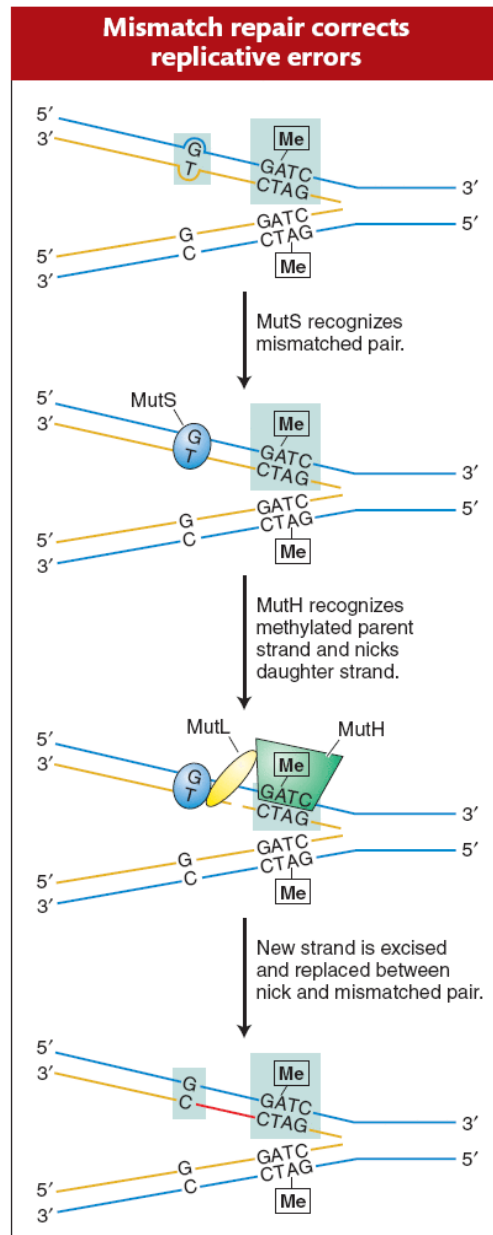 Mismatch repair corrects
replicative errors
5′
3′
G
T
Me
GATC
CTAG
3′
G
C
GATC
CTAG
Me
5′
5′
3′
MutS recognizes
mismatched pair.
MutS
5′
3′
G
T
Me
GATC
CTAG
3′
G
C
GATC
CTAG
Me
5′
5′
3′
MutH recognizes
methylated parent
strand and nicks
daughter strand.
MutL
MutH
5′
3′
G
T
Me
GATC
CTAG
3′
G
C
GATC
CTAG
Me
5′
5′
3′
New strand is excised
and replaced between
nick and mismatched pair.
5′
3′
G
C
Me
GATC
CTAG
3′
G
C
GATC
CTAG
Me
5′
5′
3′